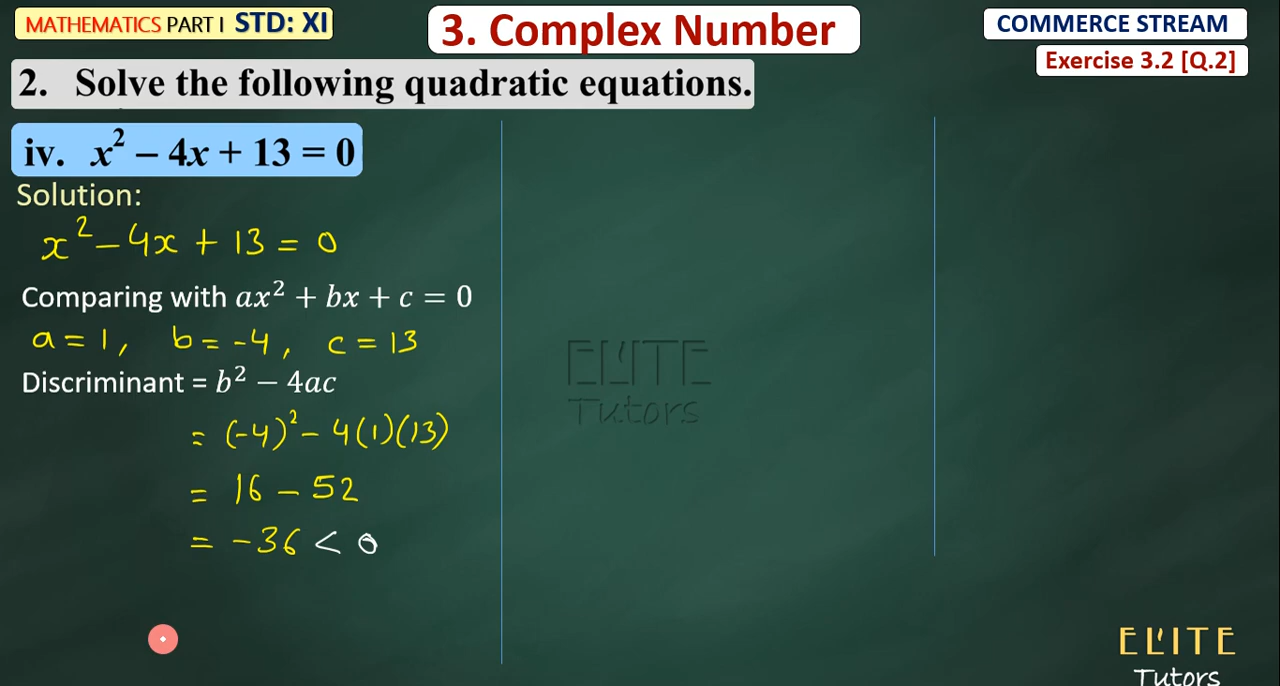 MATHEMATICS PART I STD: XI
3. Complex Number
COMMERCE STREAM
Exercise 3.2 [Q.2]
2. Solve the following quadratic equations.
iv. x² – 4x + 13 = 0
Solution:
x² – 4x + 13 = 0
Comparing with ax² + bx + c = 0
a = 1, b = -4, c = 13
Discriminant = b² − 4ac
= (-4)² – 4(1)(13)
= 16 – 52
= -36 < 0
ELITE
Tutors
ELITE
Tutors